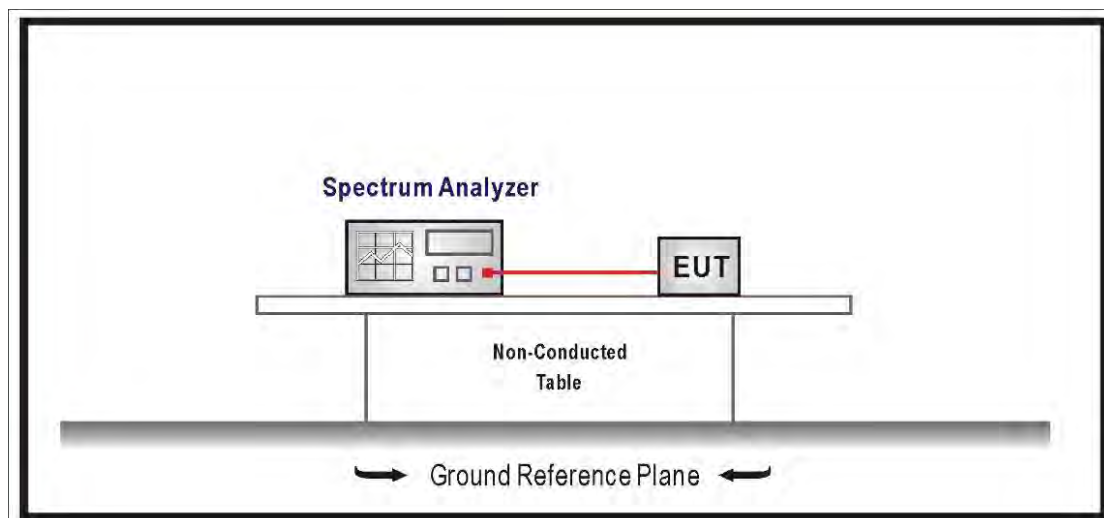 Spectrum Analyzer
EUT
Non-Conducted
Table
Ground Reference Plane